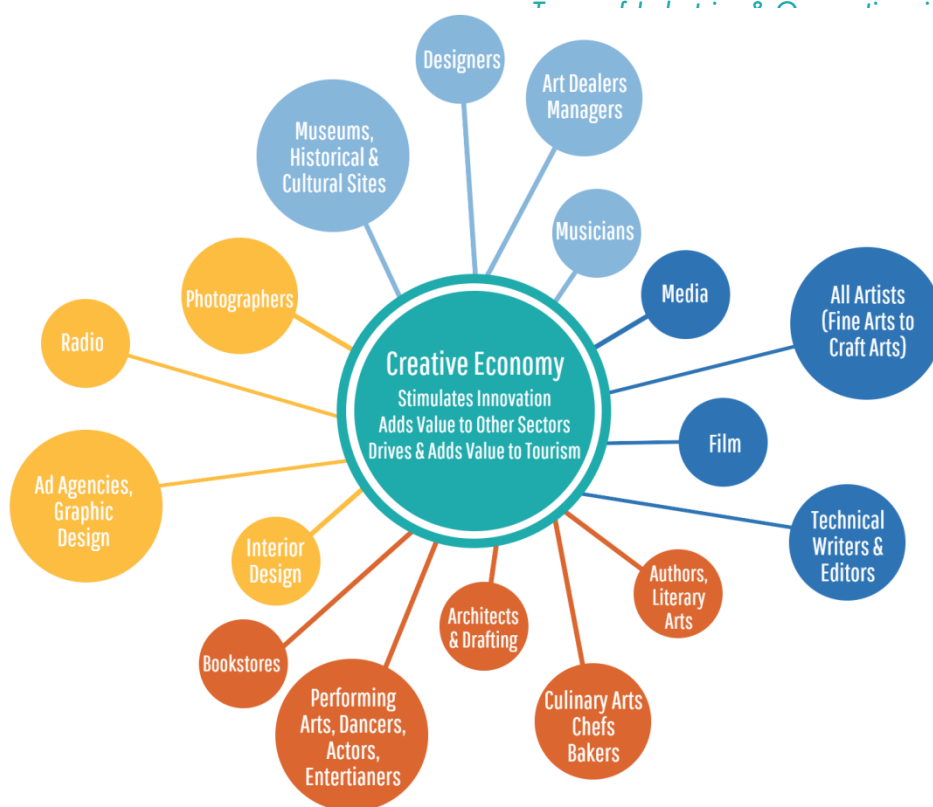 Designers
Art Dealers
Managers
Museums,
Historical &
Cultural Sites
Musicians
Photographers
Media
All Artists
(Fine Arts to
Craft Arts)
Radio
Creative Economy
Stimulates Innovation
Adds Value to Other Sectors
Drives & Adds Value to Tourism
Film
Ad Agencies,
Graphic
Design
Technical
Writers &
Editors
Interior
Design
Authors,
Literary
Arts
Architects
& Drafting
Bookstores
Performing
Arts, Dancers,
Actors,
Entertianers
Culinary Arts
Chefs
Bakers